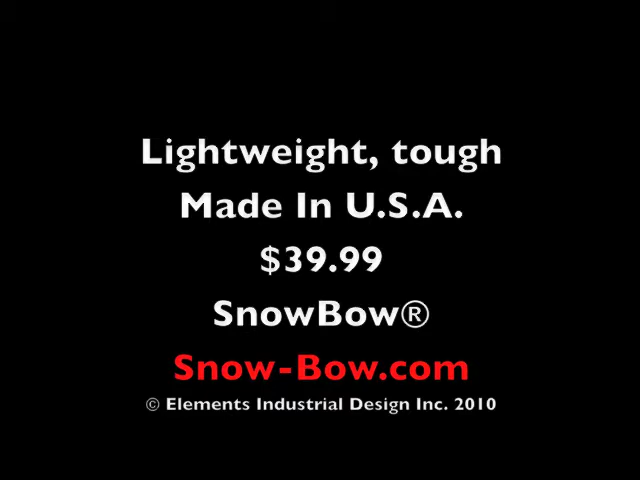 Lightweight, tough
Made In U.S.A.
$39.99
SnowBow®
Snow-Bow.com
© Elements Industrial Design Inc. 2010